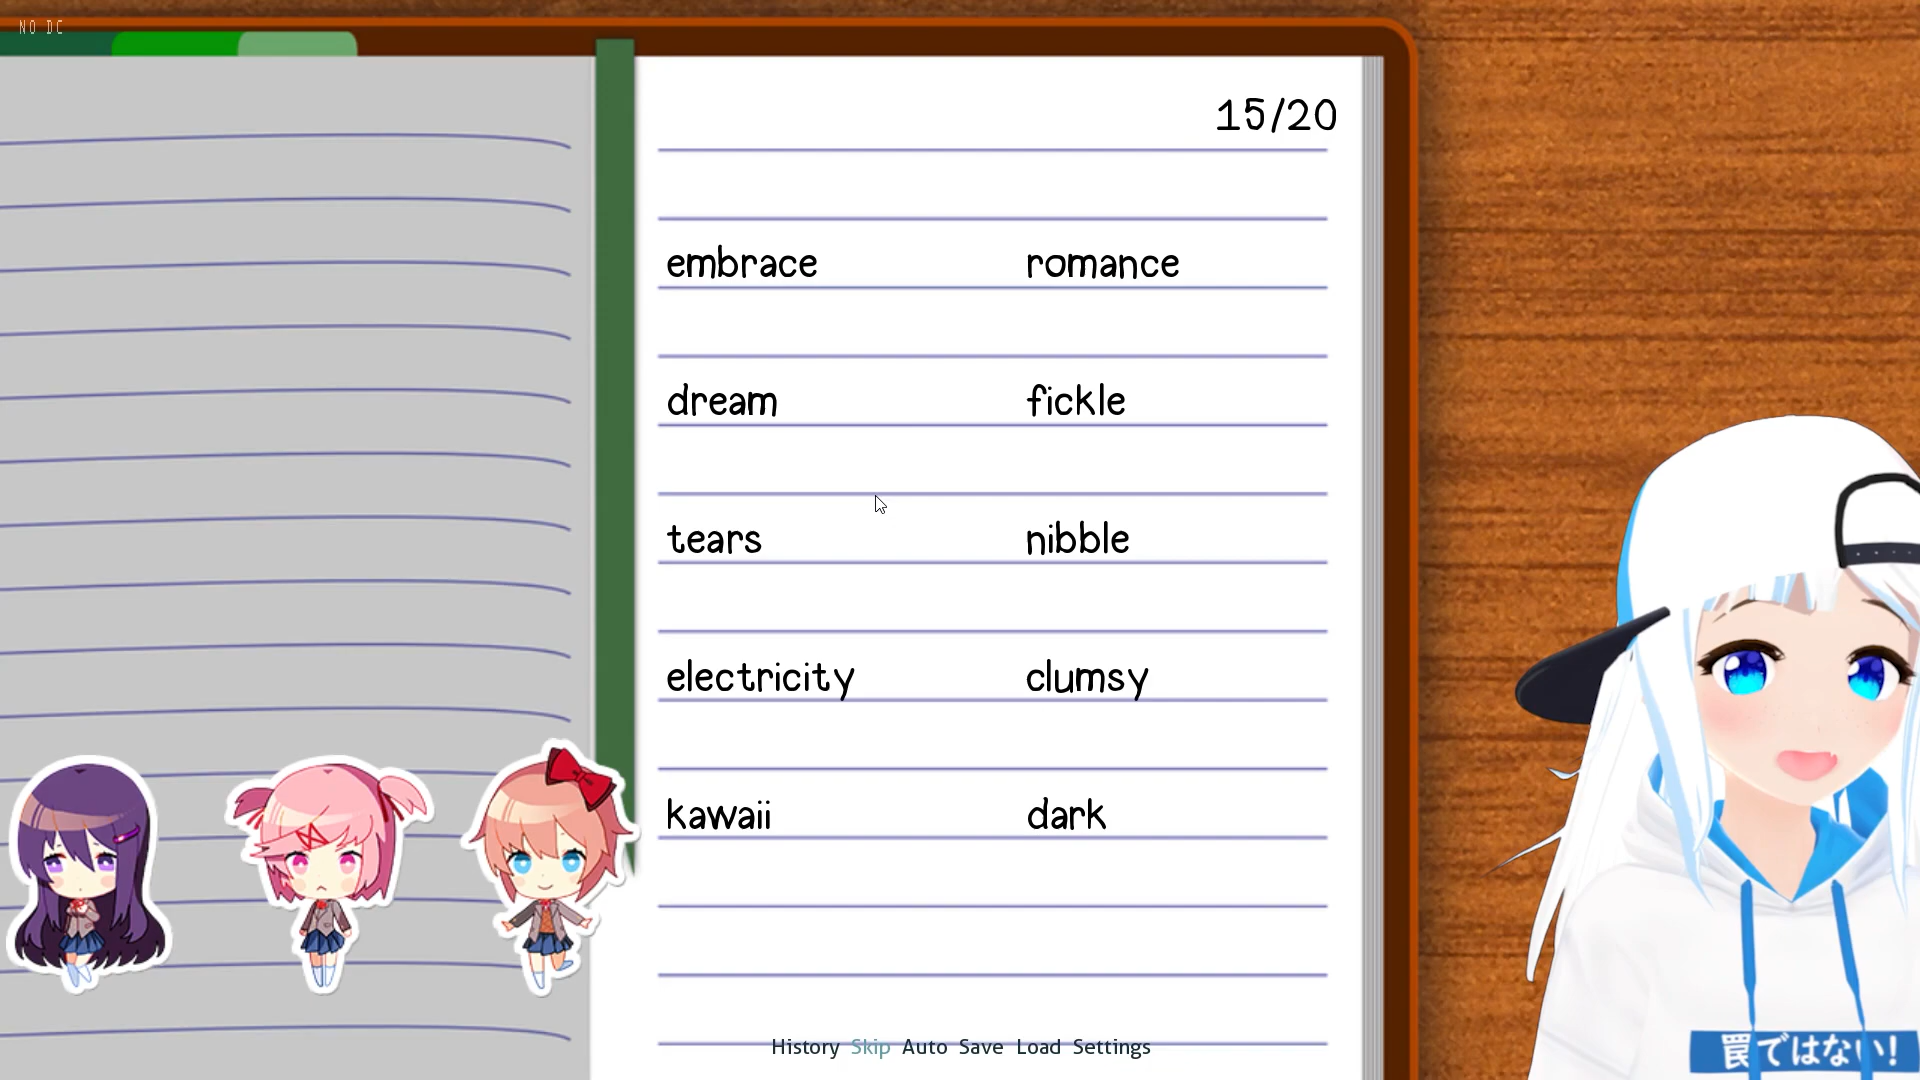 NO DC
15/20
embrace romance
dream fickle
tears nibble
electricity clumsy
kawaii dark
History Skip Auto Save Load Settings
罠ではない!